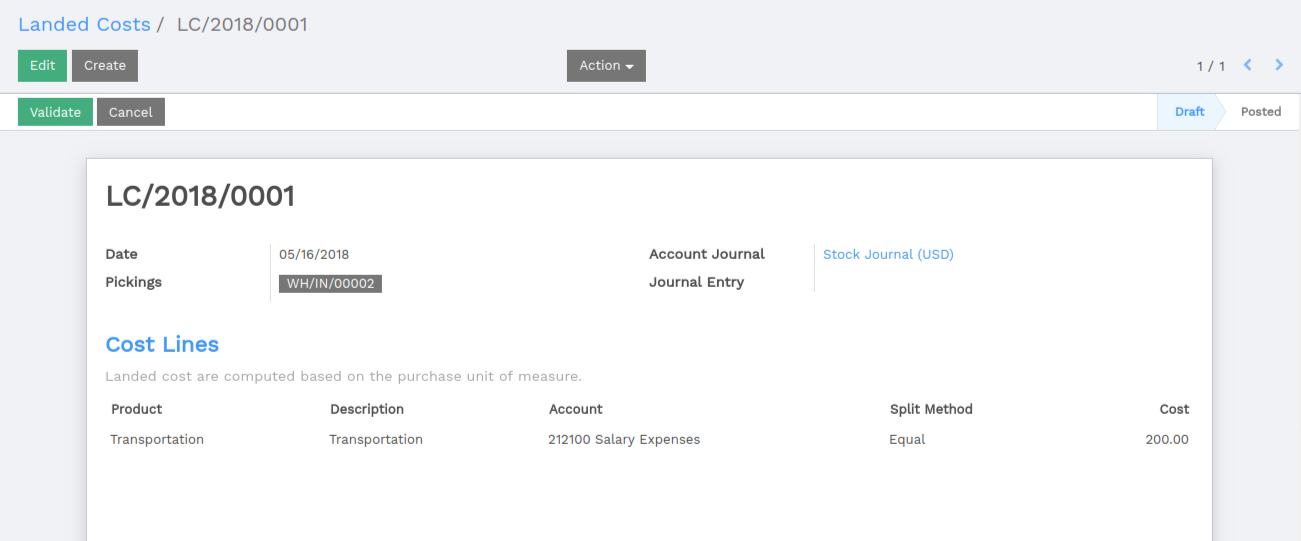 Landed Costs / LC/2018/0001
Edit Create Action 1 / 1
Validate Cancel Draft Posted
LC/2018/0001
Date 05/16/2018 Account Journal Stock Journal (USD)
Pickings WH/IN/00002 Journal Entry
Cost Lines
Landed cost are computed based on the purchase unit of measure.
Product Description Account Split Method Cost
Transportation Transportation 212100 Salary Expenses Equal 200.00